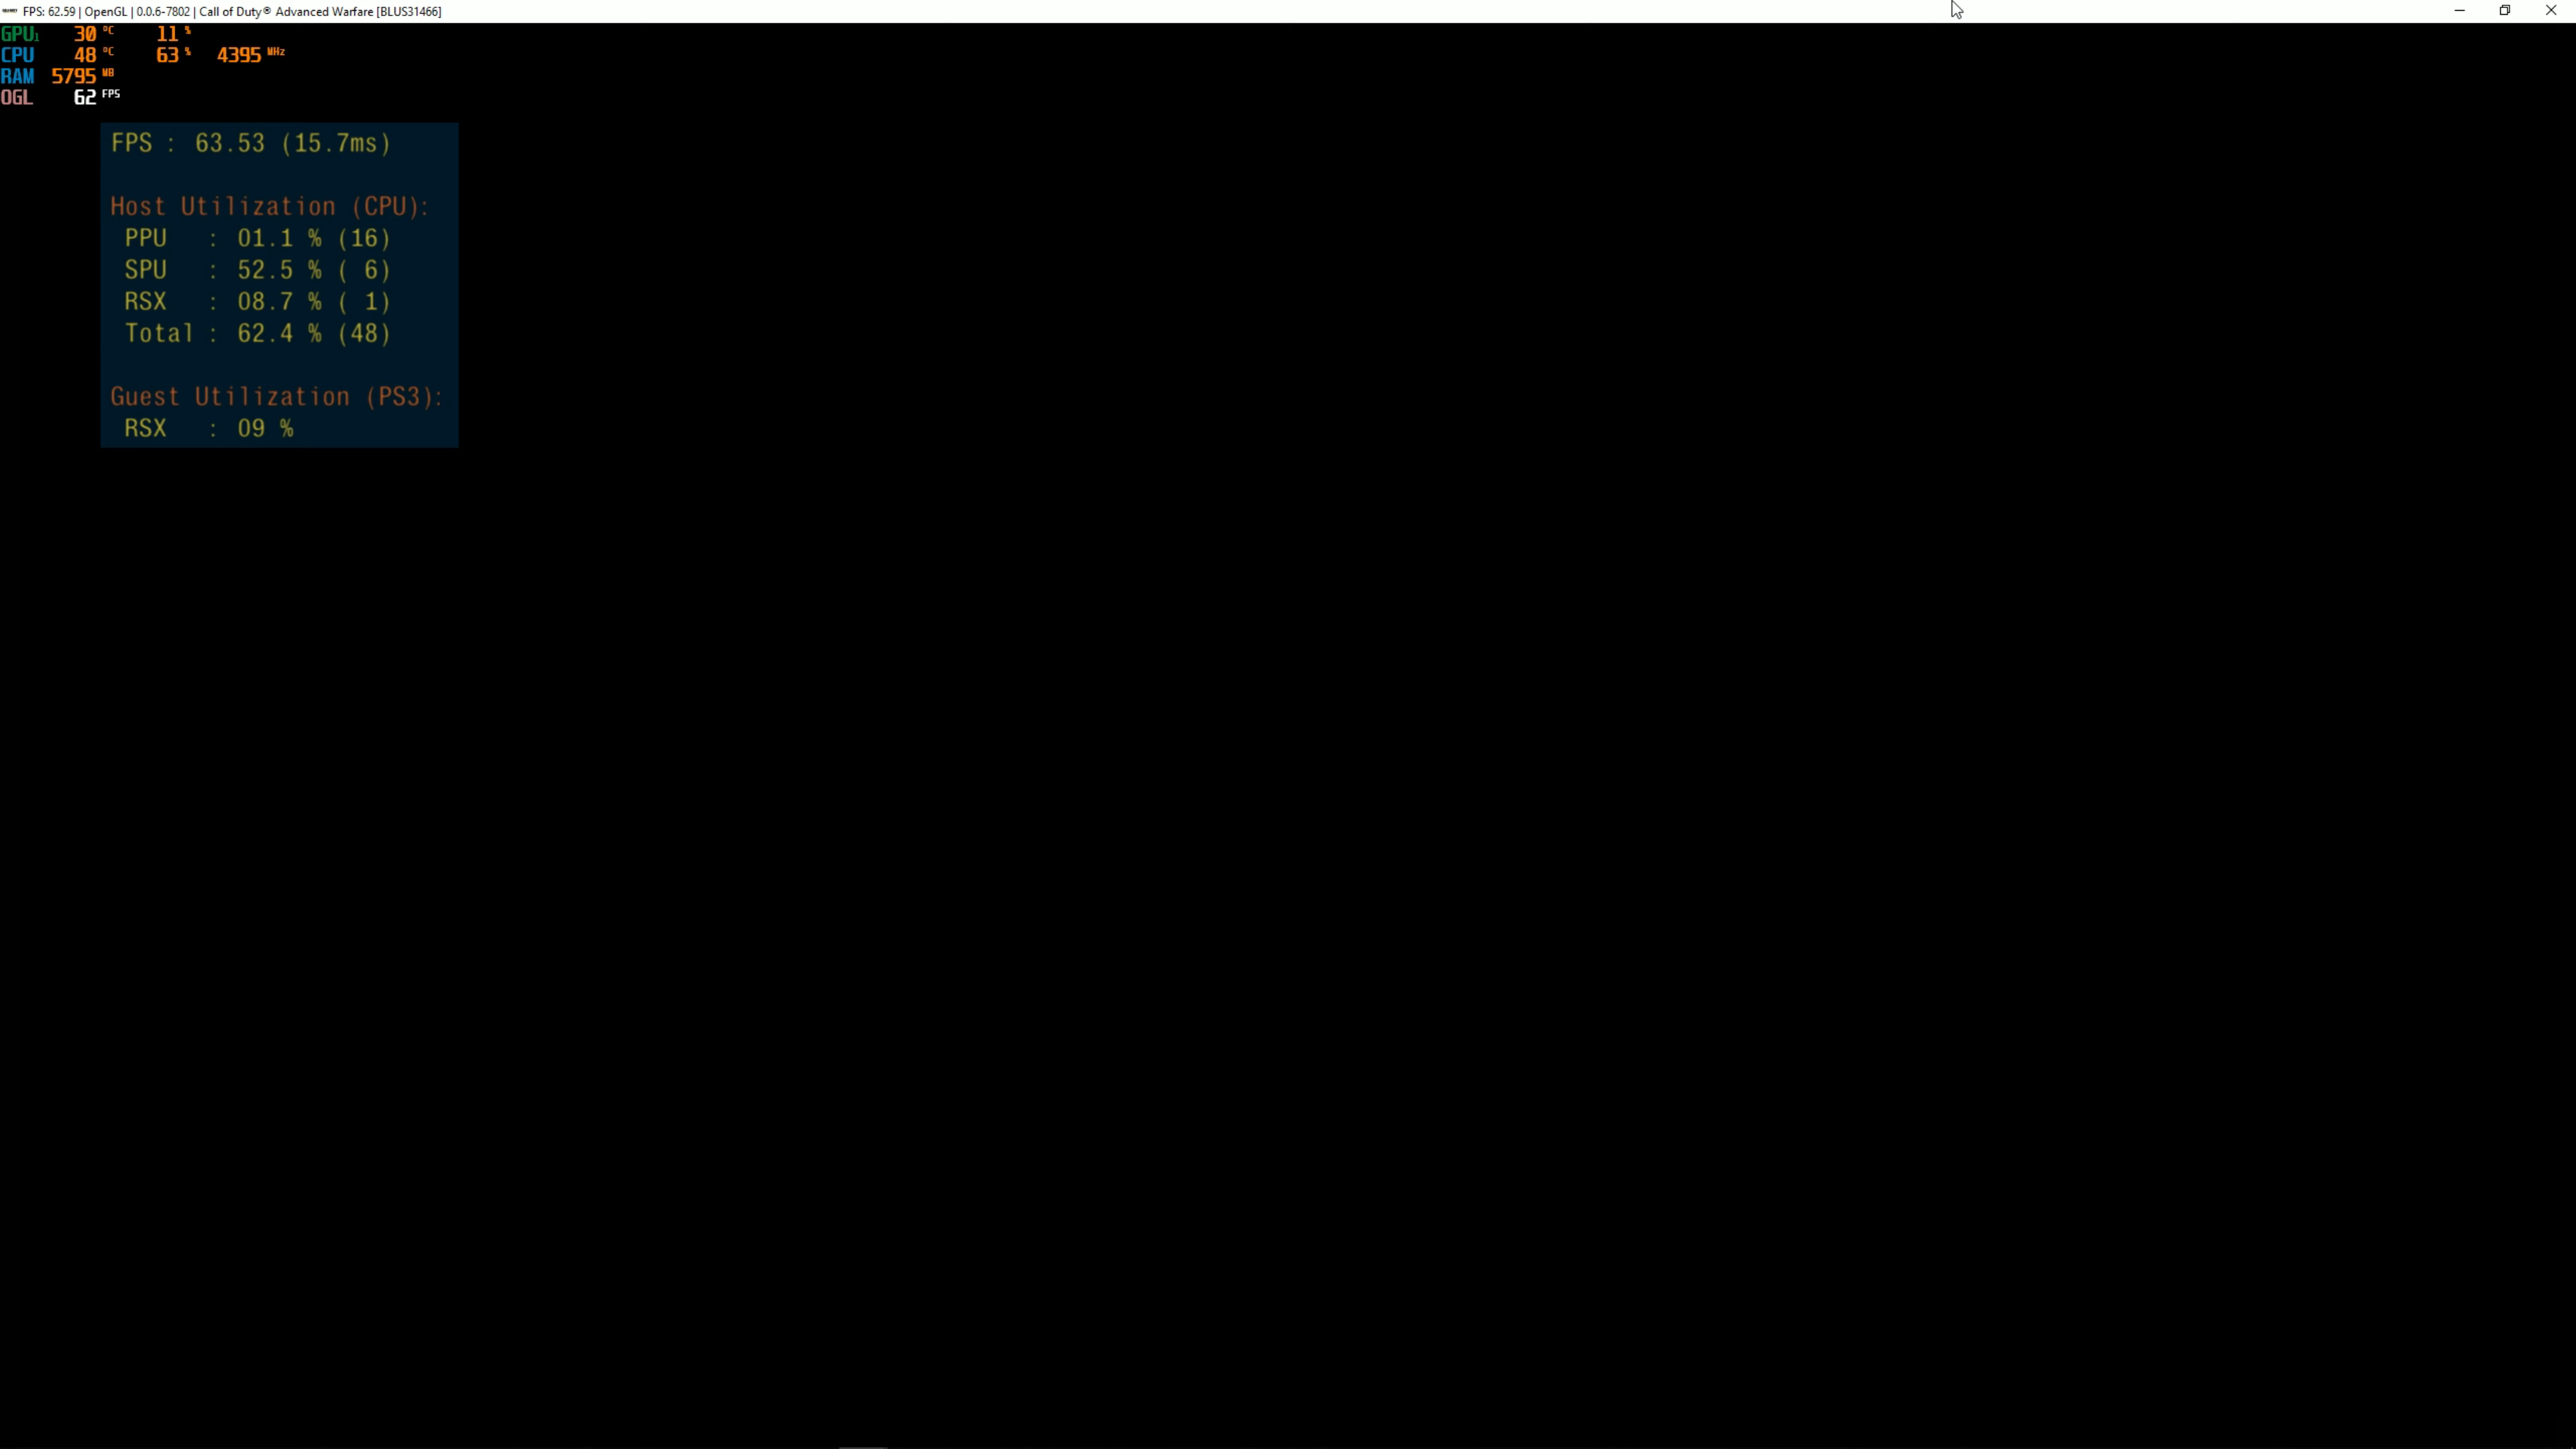 FPS: 62.59 | OpenGL | 0.0.6-7802 | Call of Duty® Advanced Warfare [BLUS31466]
GPU1 30 °C 11 %
CPU 48 °C 63 % 4395 MHz
RAM 5795 MB
OGL 62 FPS
FPS : 63.53 (15.7ms)
Host Utilization (CPU):
PPU : 01.1 % (16)
SPU : 52.5 % ( 6)
RSX : 08.7 % ( 1)
Total : 62.4 % (48)
Guest Utilization (PS3):
RSX : 09 %